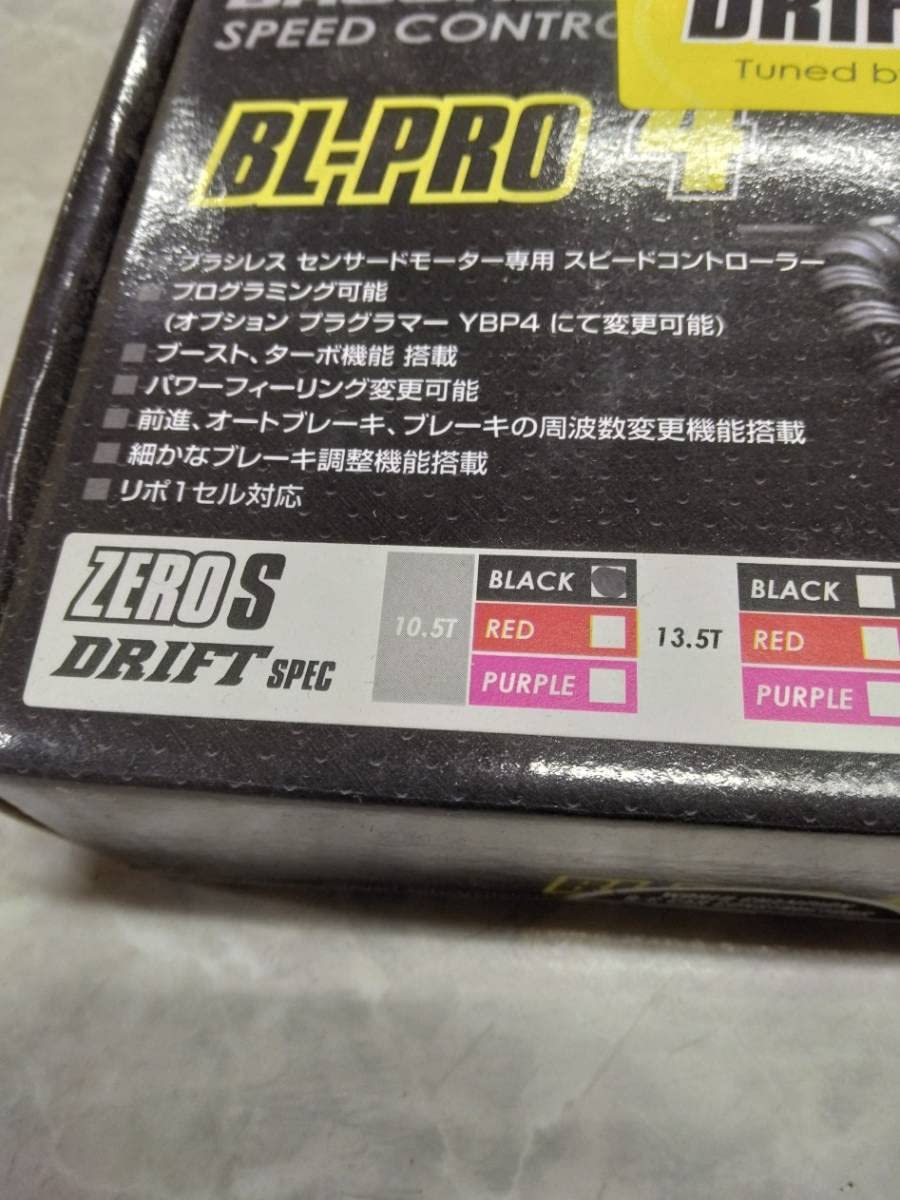 SPEED CONTRO
DRIF
Tuned by
BL-PRO 4
ブラシレス センサードモーター専用 スピードコントローラー
プログラミング可能
(オプション プラグラマー YBP4 にて変更可能)
ブースト、ターボ機能 搭載
パワーフィーリング変更可能
前進、オートブレーキ、ブレーキの周波数変更機能搭載
細かなブレーキ調整機能搭載
リポ1セル対応
ZERO S
DRIFT SPEC
10.5T
BLACK
RED
PURPLE
13.5T
BLACK
RED
PURPLE